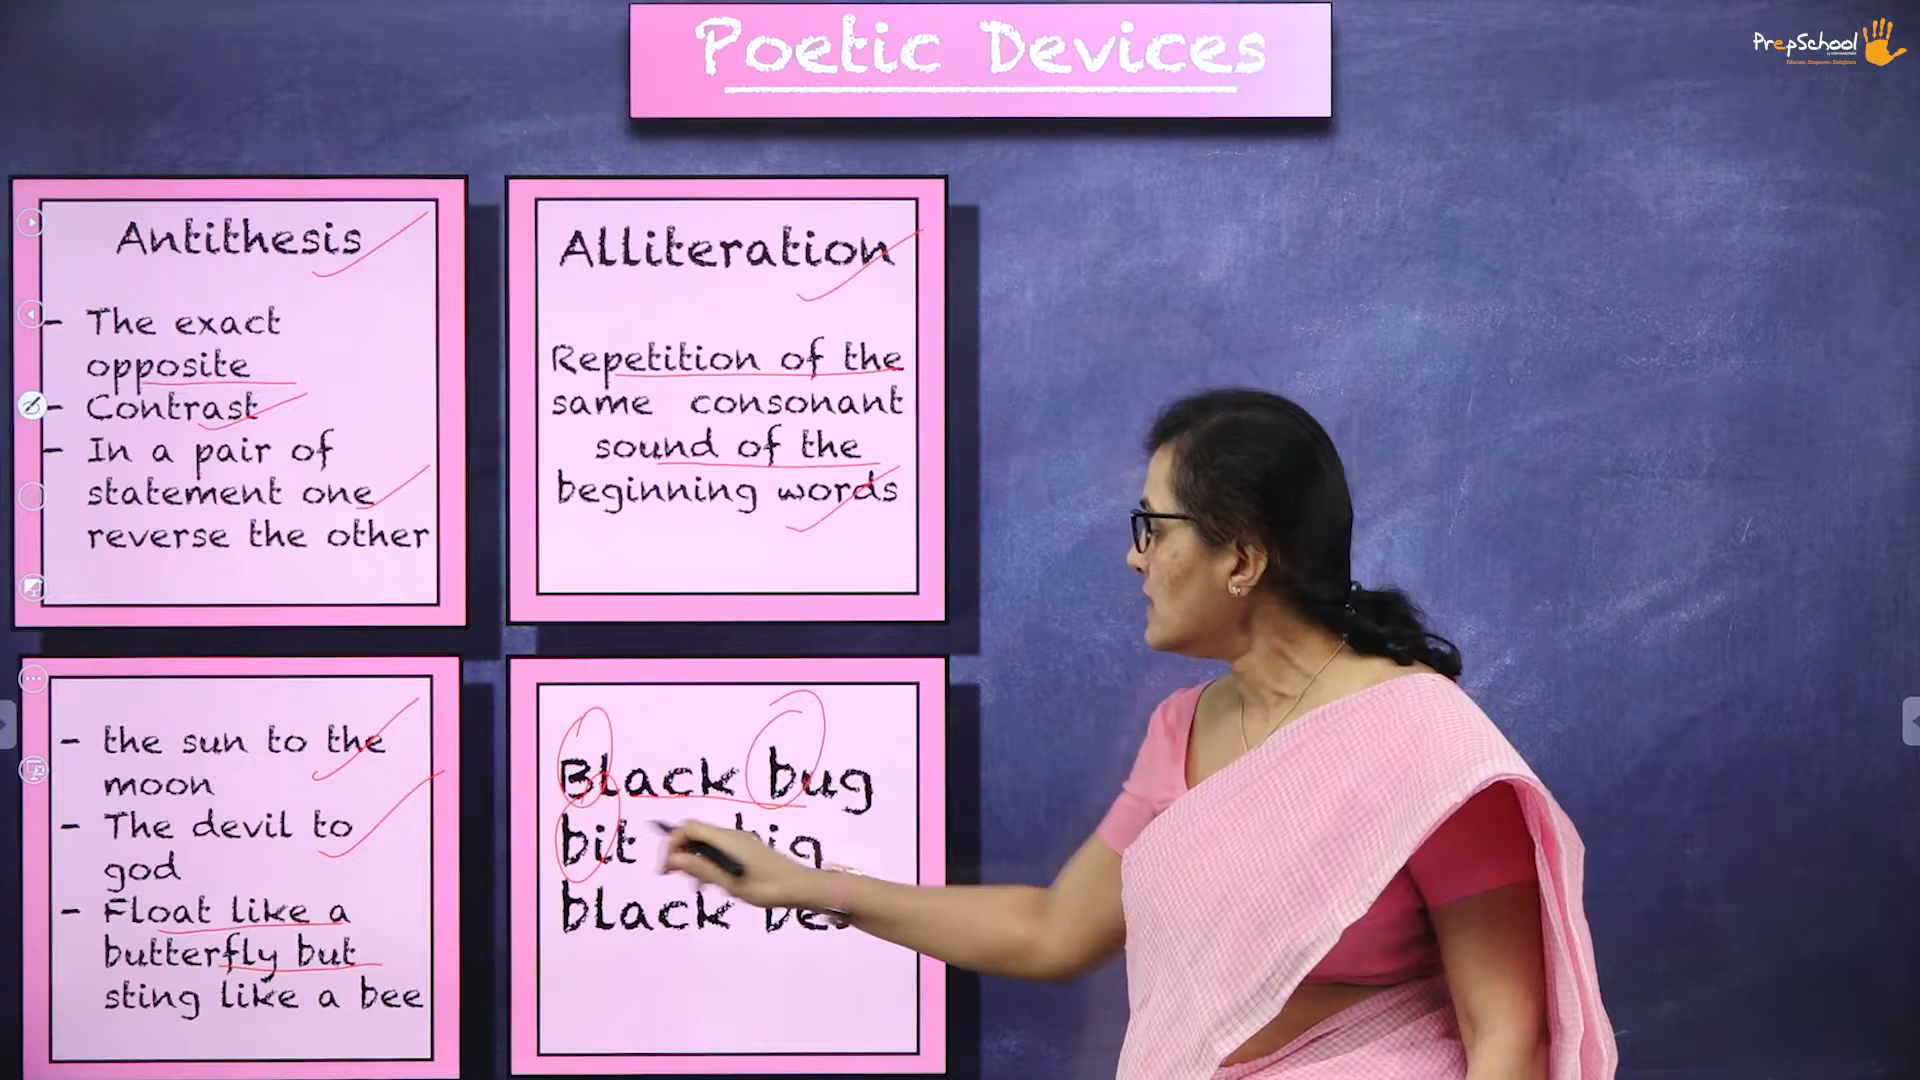 Poetic Devices
PrepSchool
Antithesis
- The exact
opposite
- Contrast
- In a pair of
statement one
reverse the other
Alliteration
Repetition of the
same consonant
sound of the
beginning words
- the sun to the
moon
- The devil to
god
- Float like a
butterfly but
sting like a bee
Black bug
bit big
black